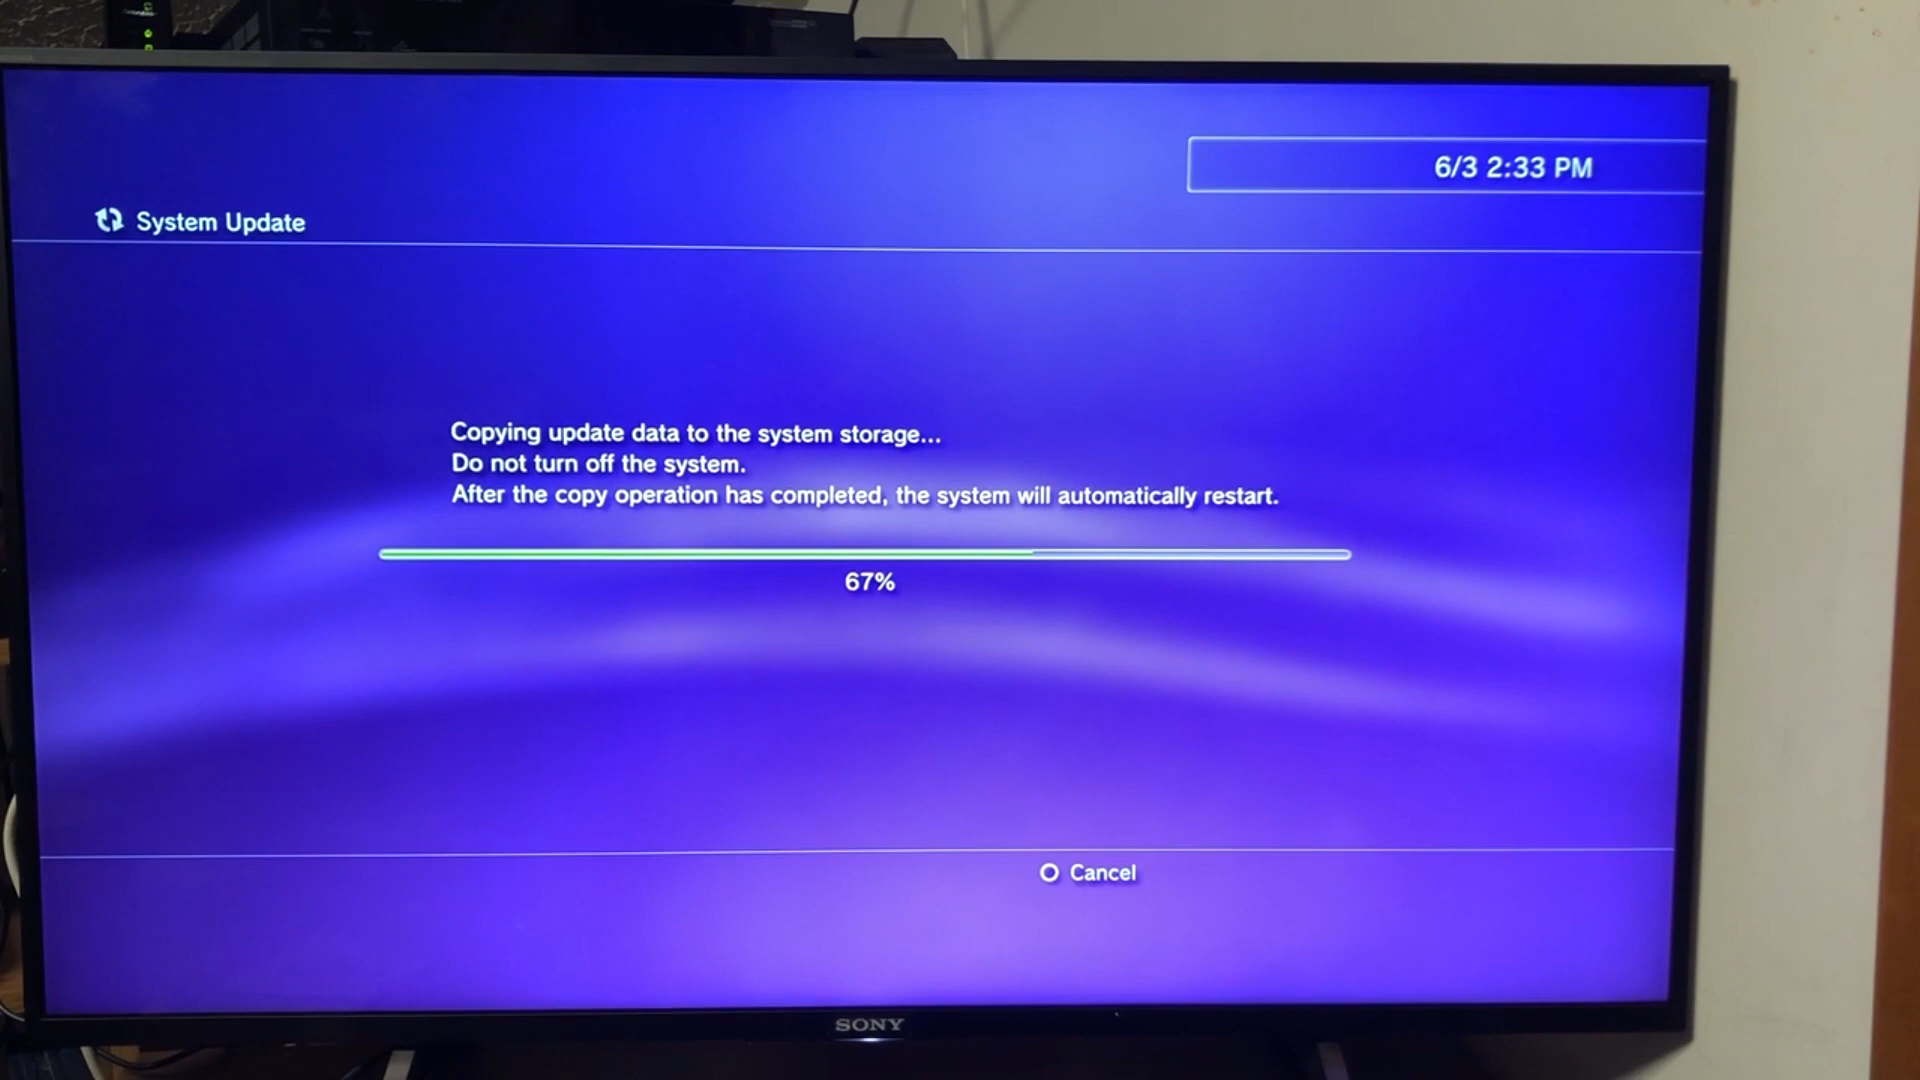 6/3 2:33 PM
System Update
Copying update data to the system storage...
Do not turn off the system.
After the copy operation has completed, the system will automatically restart.
67%
Cancel
SONY